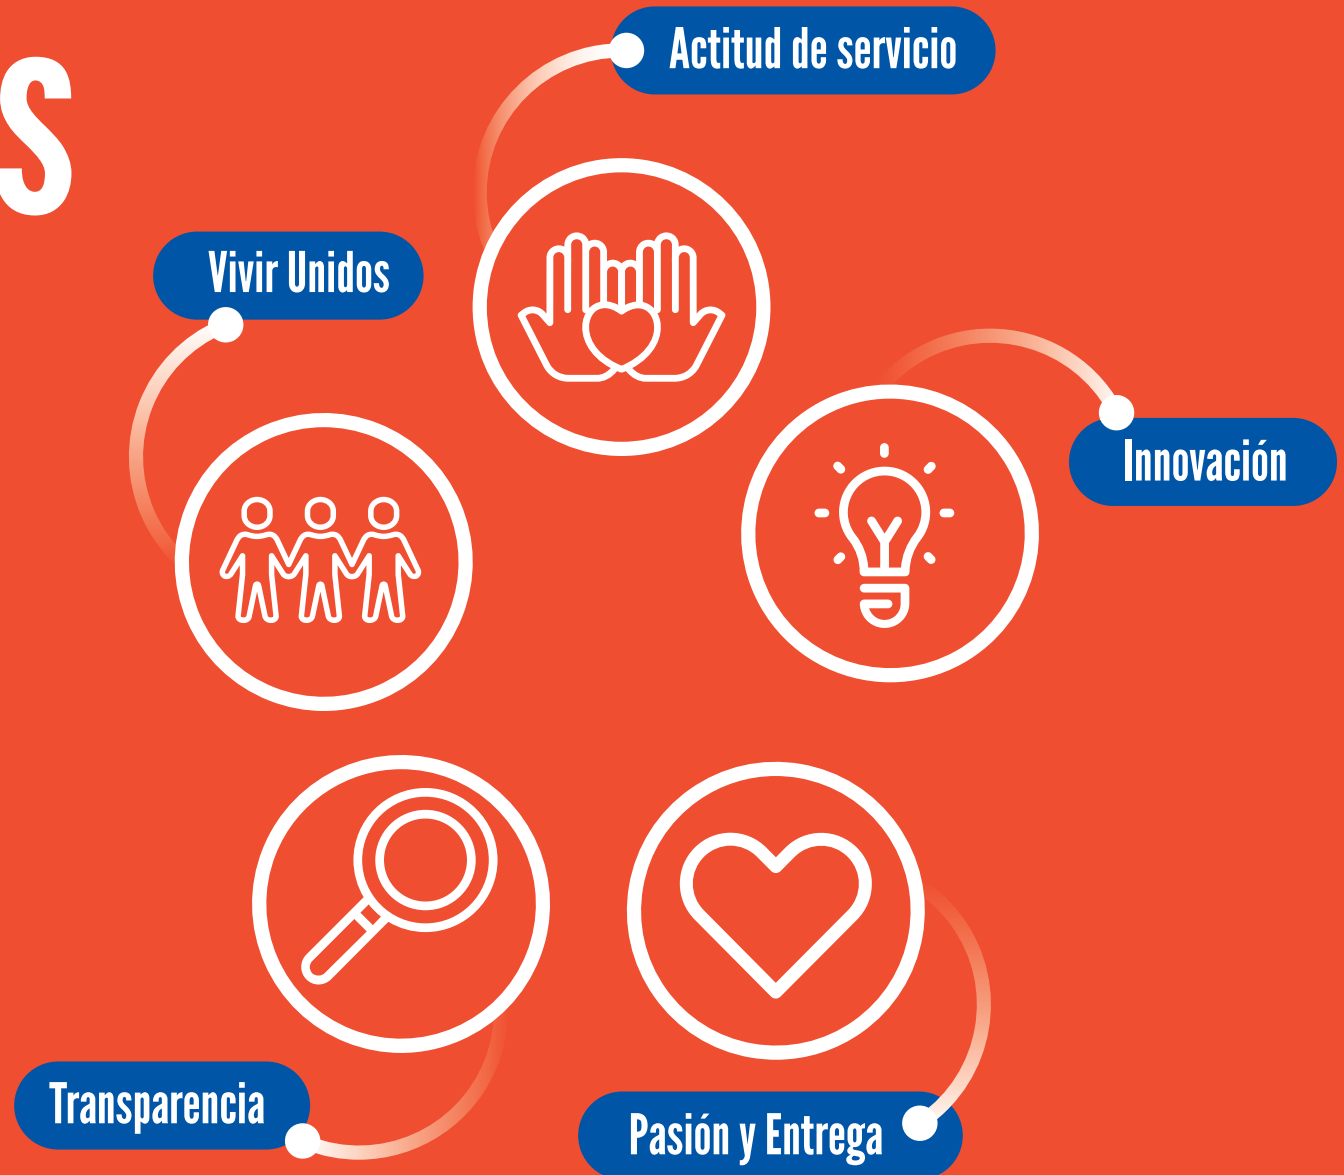 S
Actitud de servicio
Vivir Unidos
Innovación
Transparencia
Pasión y Entrega